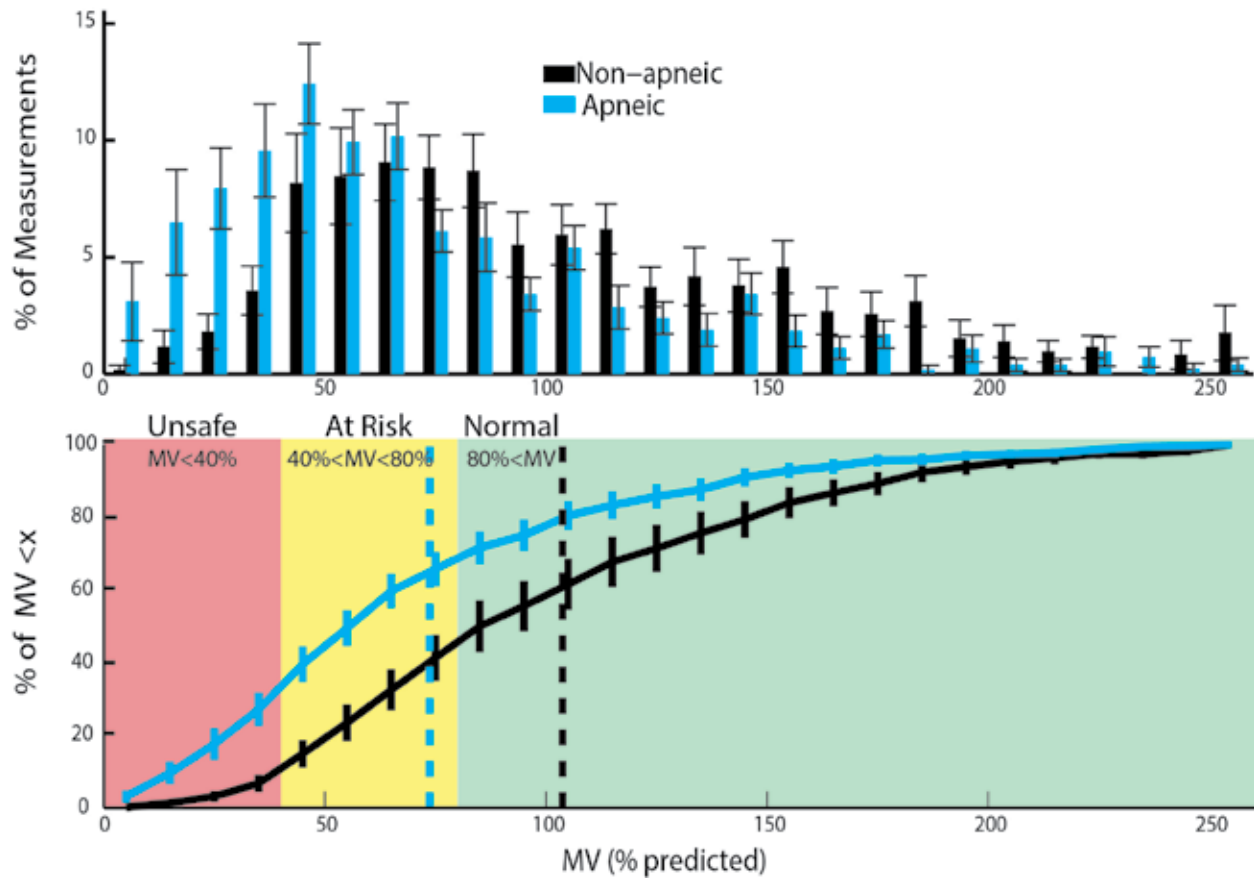 15
10
5
0
% of Measurements
Non-apneic
Apneic
0 50 100 150 200 250
Unsafe At Risk Normal
MV<40% 40%<MV<80% 80%<MV
100
80
60
40
20
0
% of MV <x
0 50 100 150 200 250
MV (% predicted)